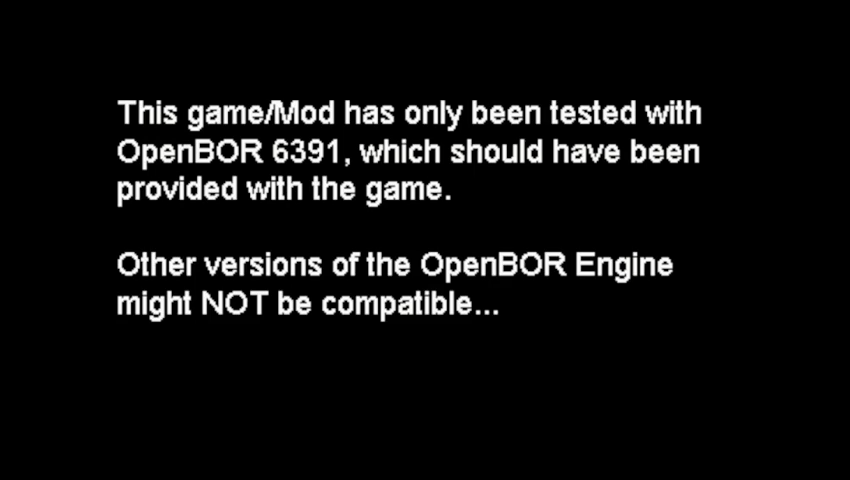 This game/Mod has only been tested with
OpenBOR 6391, which should have been
provided with the game.
Other versions of the OpenBOR Engine
might NOT be compatible...